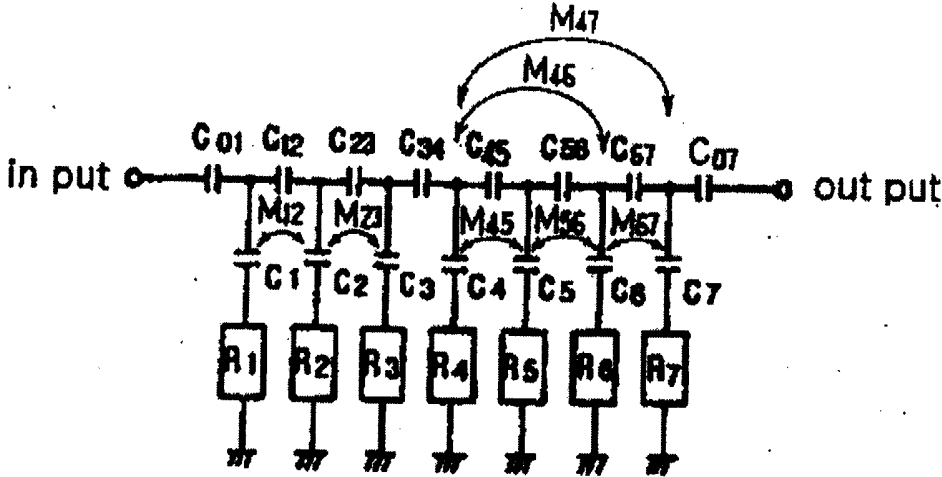 M47
M46
C01 C12 C23 C34 C45 C56 C67 C07
in put out put
M12 M23 M45 M56 M67
C1 C2 C3 C4 C5 C6 C7
R1 R2 R3 R4 R5 R6 R7